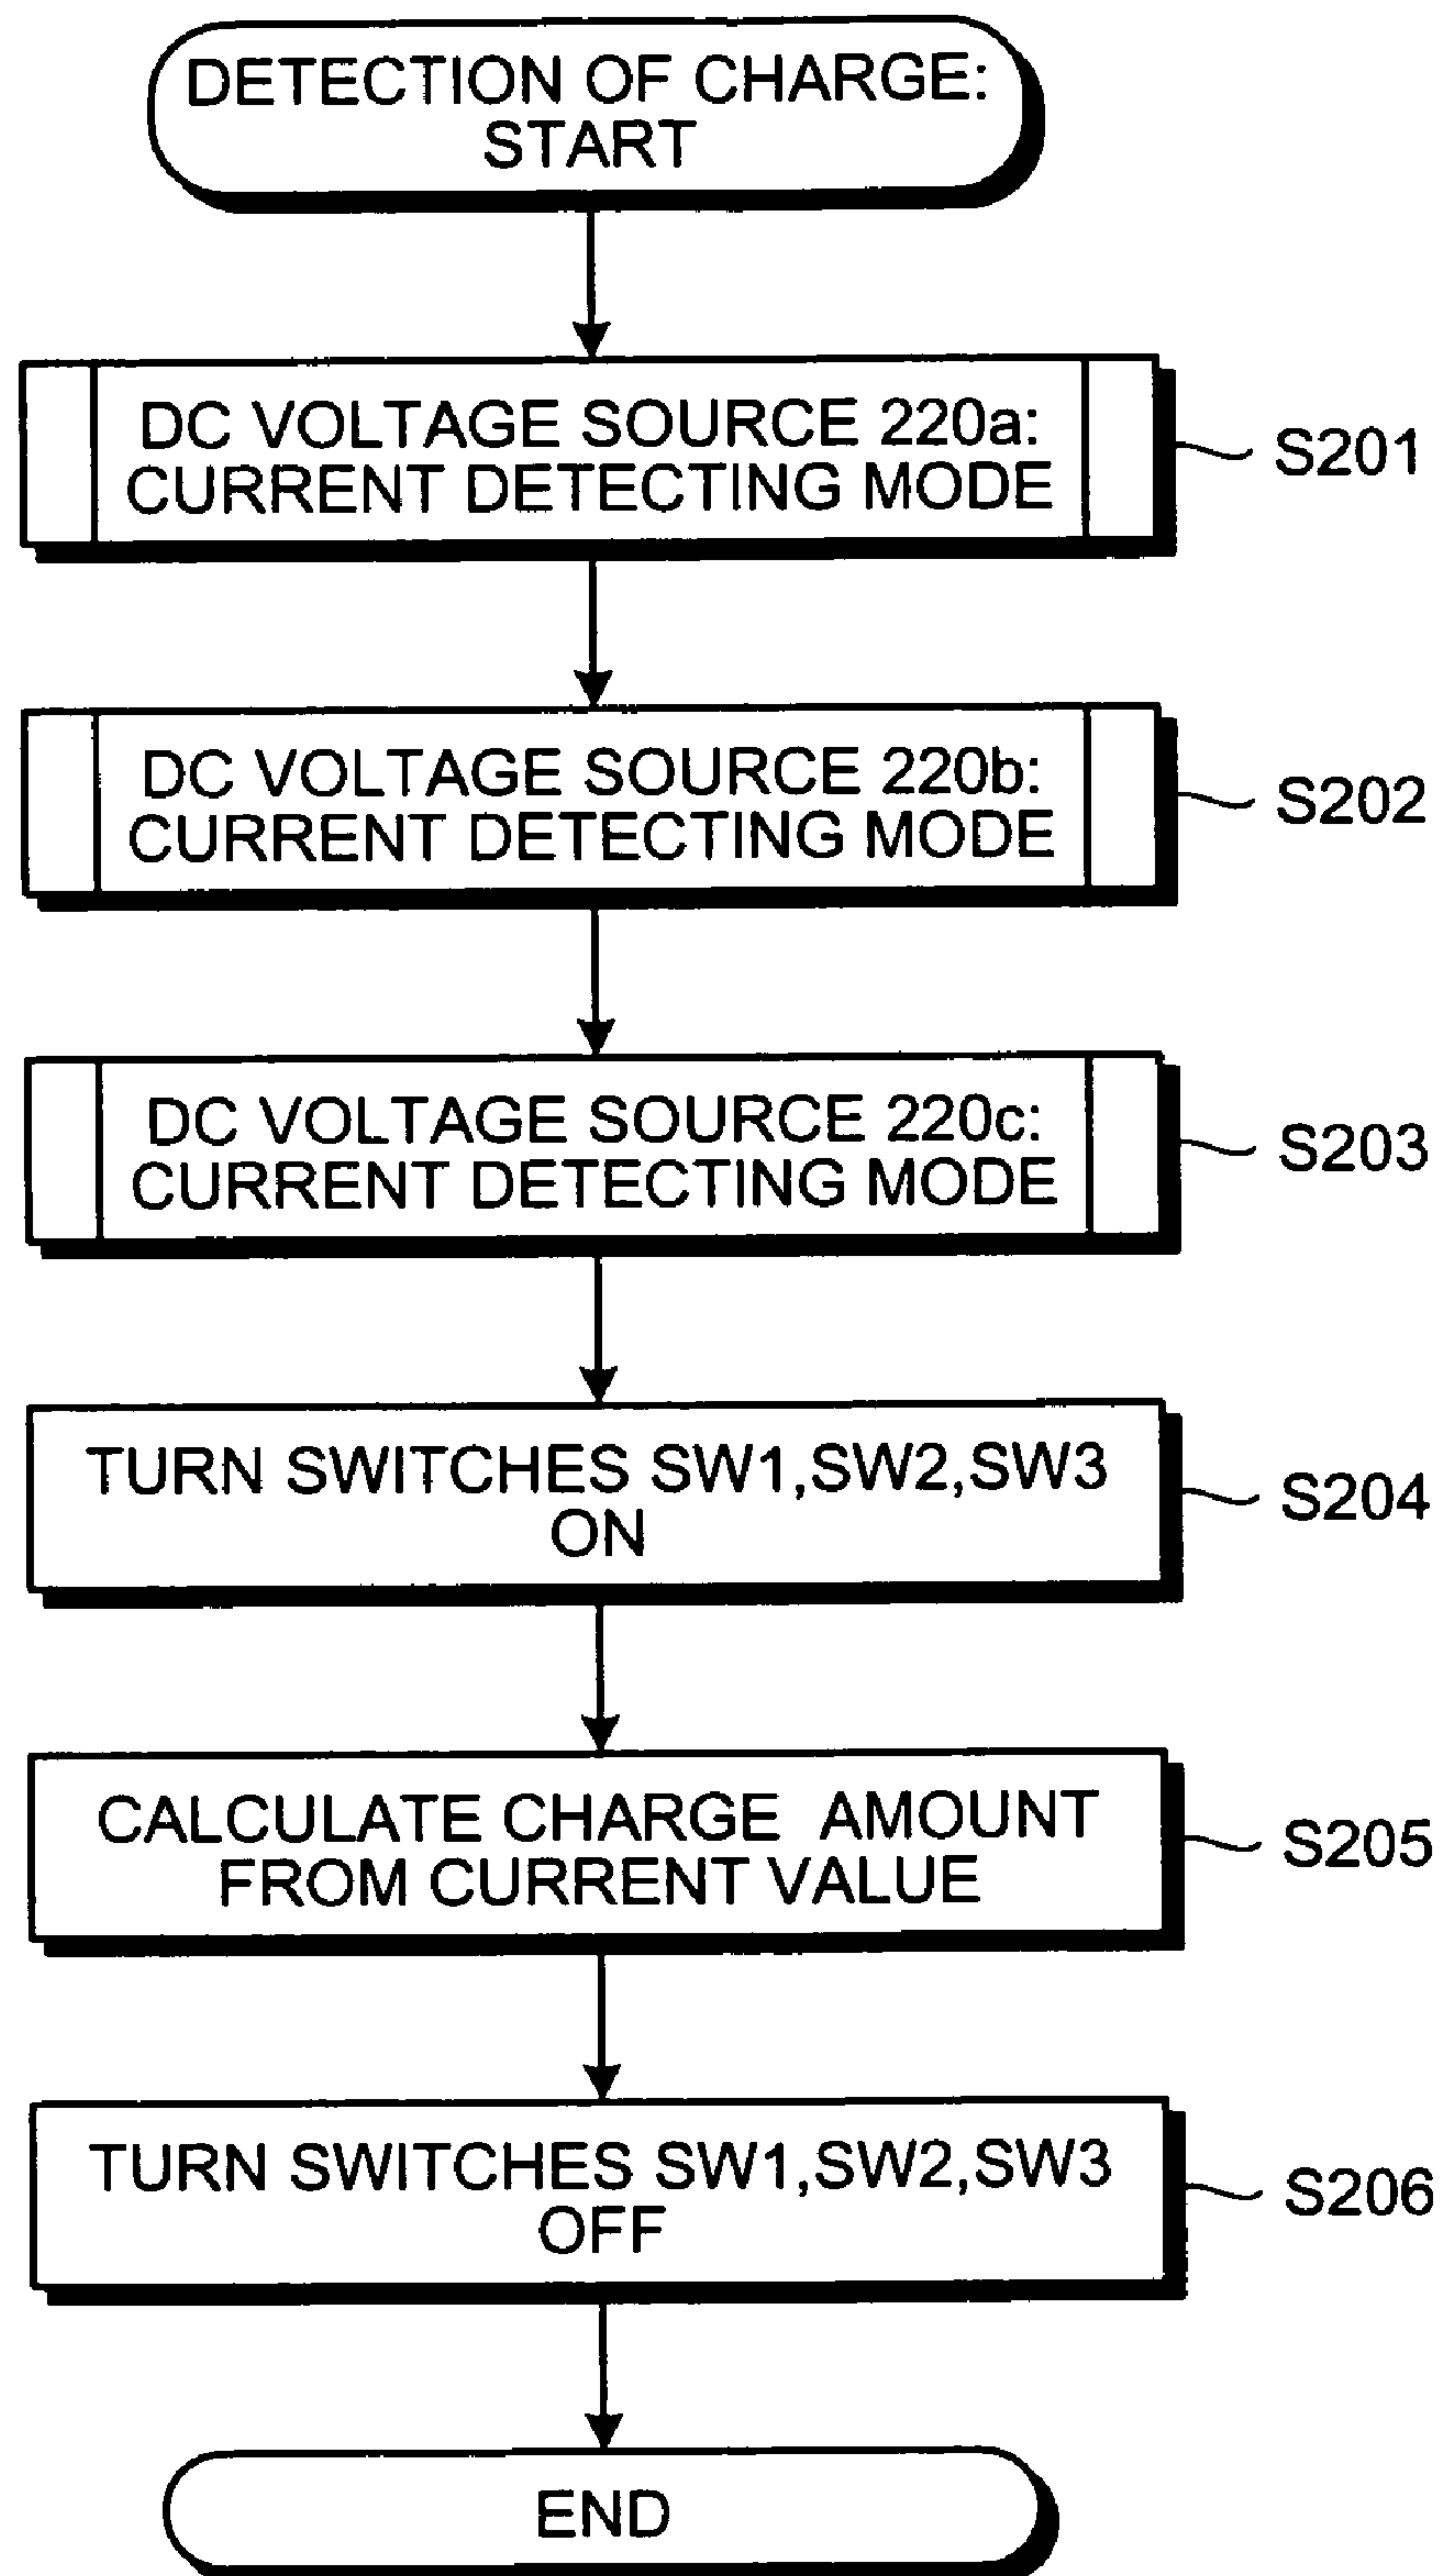 DETECTION OF CHARGE:
START
DC VOLTAGE SOURCE 220a:
CURRENT DETECTING MODE
S201
DC VOLTAGE SOURCE 220b:
CURRENT DETECTING MODE
S202
DC VOLTAGE SOURCE 220c:
CURRENT DETECTING MODE
S203
TURN SWITCHES SW1,SW2,SW3
ON
S204
CALCULATE CHARGE AMOUNT
FROM CURRENT VALUE
S205
TURN SWITCHES SW1,SW2,SW3
OFF
S206
END